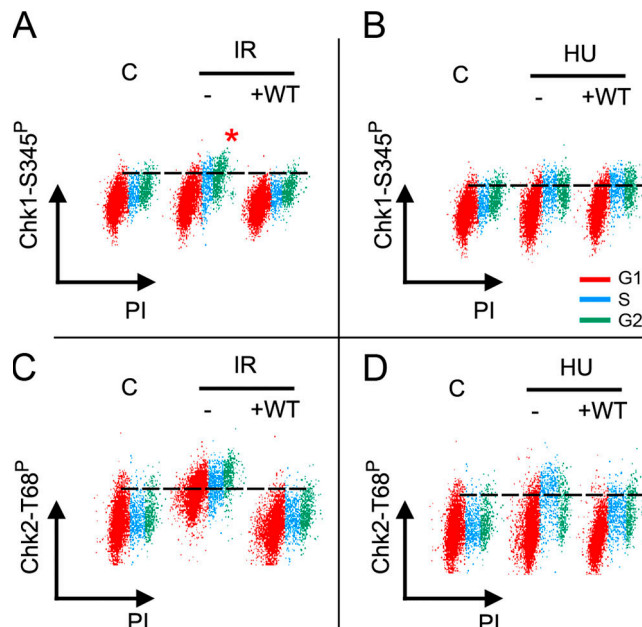 A
IR
C
-
+WT
*
Chk1-S345ᴾ
PI
B
HU
C
-
+WT
Chk1-S345ᴾ
PI
G1
S
G2
C
IR
C
-
+WT
Chk2-T68ᴾ
PI
D
HU
C
-
+WT
Chk2-T68ᴾ
PI